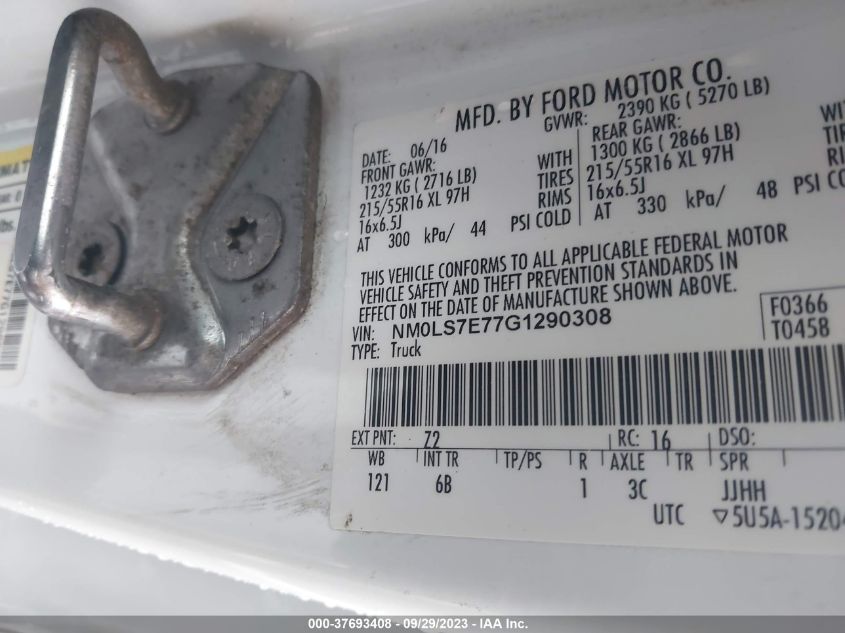 MFD. BY FORD MOTOR CO.
DATE: 06/16 GVWR: 2390 KG ( 5270 LB)
FRONT GAWR: REAR GAWR:
1232 KG ( 2716 LB) WITH 1300 KG ( 2866 LB)
215/55R16 XL 97H TIRES 215/55R16 XL 97H
16x6.5J RIMS 16x6.5J
AT 300 kPa/ 44 PSI COLD AT 330 kPa/ 48 PSI
THIS VEHICLE CONFORMS TO ALL APPLICABLE FEDERAL MOTOR
VEHICLE SAFETY AND THEFT PREVENTION STANDARDS IN
EFFECT ON THE DATE OF MANUFACTURE SHOWN ABOVE.
VIN: NM0LS7E77G1290308 F0366
TYPE: Truck T0458
EXT PNT: Z2 RC: 16 DSO:
WB INT TR TP/PS R AXLE TR SPR
121 6B 1 3C JJHH
UTC ▽5U5A-15204
000-37693408 - 09/29/2023 - IAA Inc.